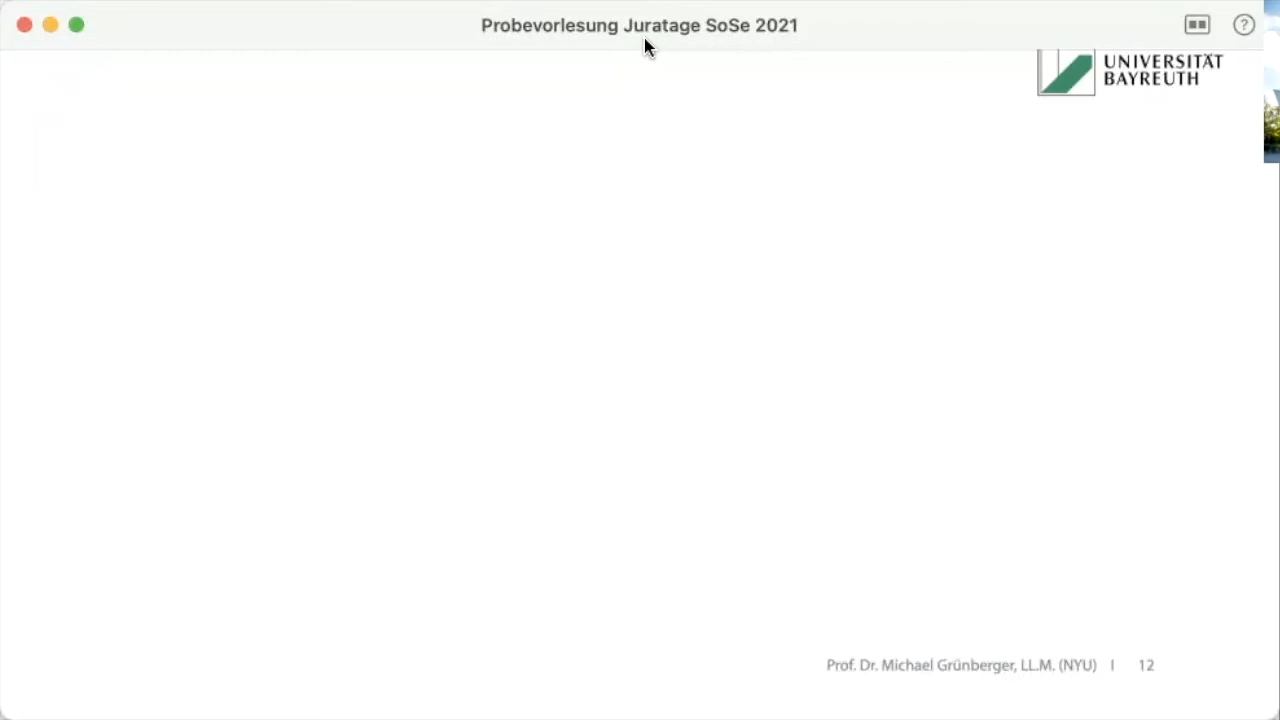 Probevorlesung Juratage SoSe 2021
UNIVERSITÄT
BAYREUTH
Prof. Dr. Michael Grünberger, LL.M. (NYU) I 12